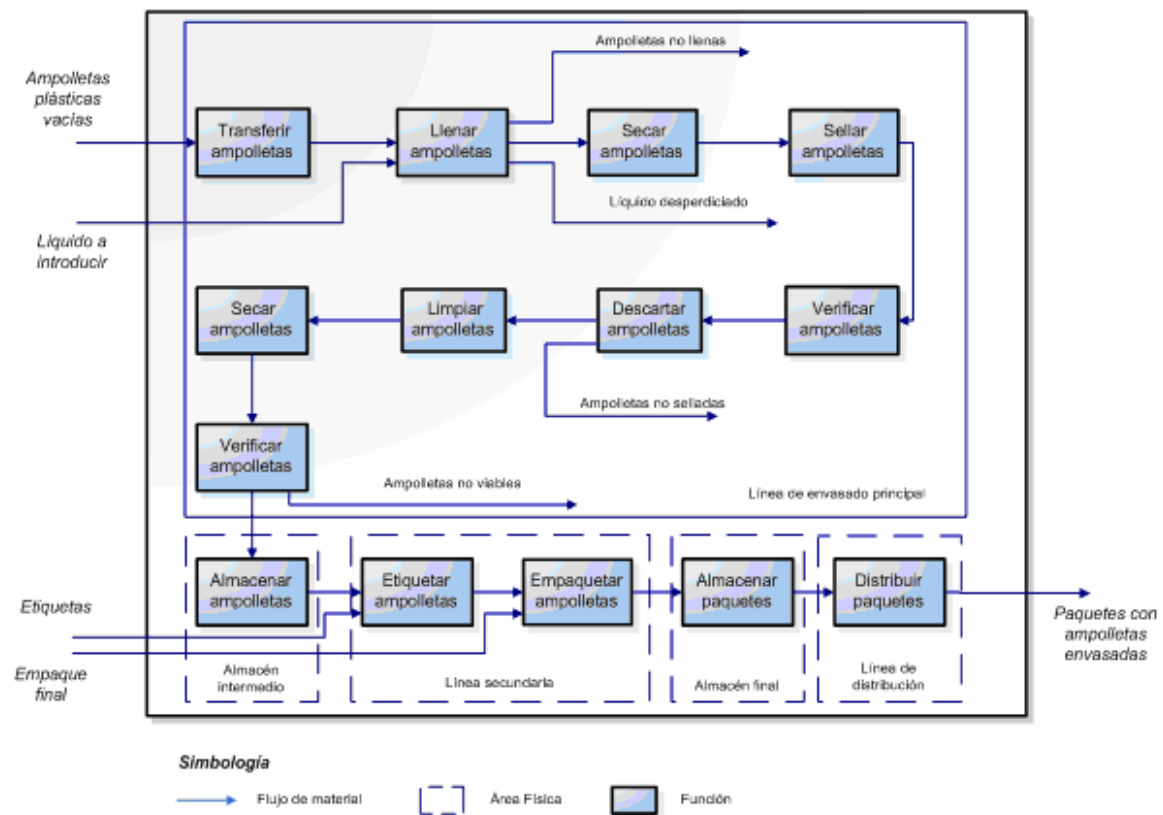 Ampolletas no llenas
Ampolletas
plásticas
vacías
Transferir
ampolletas
Llenar
ampolletas
Secar
ampolletas
Sellar
ampolletas
Líquido desperdiciado
Líquido a
introducir
Secar
ampolletas
Limpiar
ampolletas
Descartar
ampolletas
Verificar
ampolletas
Ampolletas no selladas
Verificar
ampolletas
Ampolletas no viables
Línea de envasado principal
Almacenar
ampolletas
Etiquetar
ampolletas
Empaquetar
ampolletas
Almacenar
paquetes
Distribuir
paquetes
Etiquetas
Empaque
final
Paquetes con
ampolletas
envasadas
Almacén
intermedio
Línea secundaria
Almacén final
Línea de
distribución
Simbología
Flujo de material
Área Física
Función